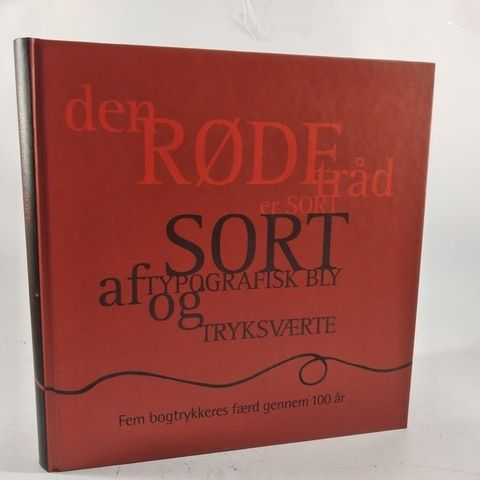 den
RØDE
tråd
er SORT
SORT
af TYPOGRAFISK BLY
og
TRYKSVÆRTE
Fem bogtrykkeres færd gennem 100 år